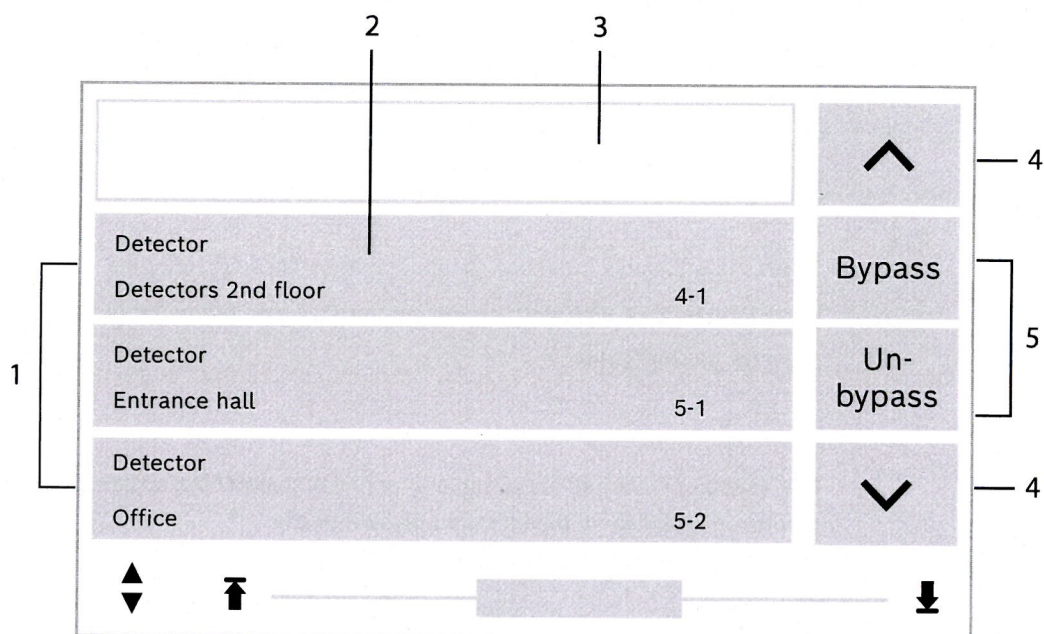 2
3
4
Detector
Detectors 2nd floor 4-1
Bypass
1
5
Detector
Entrance hall 5-1
Un-
bypass
Detector
Office 5-2
4